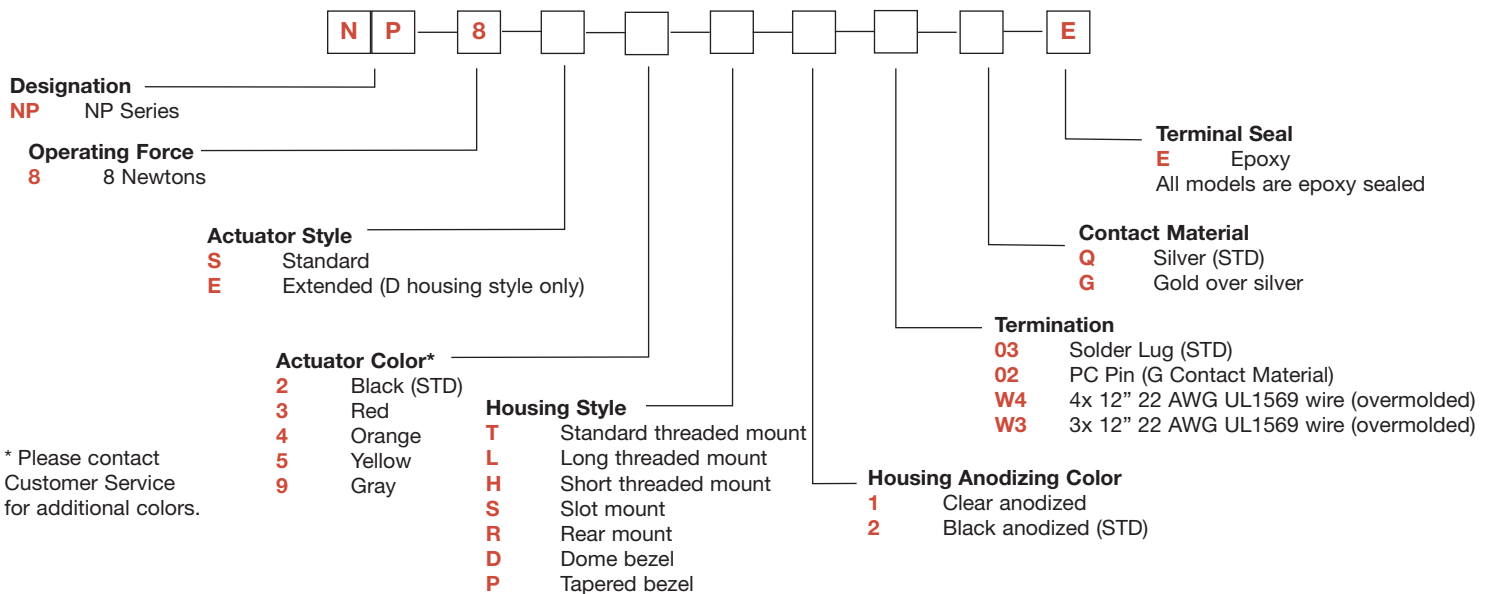 N P 8 E
Designation
NP NP Series
Operating Force
8 8 Newtons
Actuator Style
S Standard
E Extended (D housing style only)
Actuator Color*
2 Black (STD)
3 Red
4 Orange
5 Yellow
9 Gray
* Please contact
Customer Service
for additional colors.
Housing Style
T Standard threaded mount
L Long threaded mount
H Short threaded mount
S Slot mount
R Rear mount
D Dome bezel
P Tapered bezel
Housing Anodizing Color
1 Clear anodized
2 Black anodized (STD)
Termination
03 Solder Lug (STD)
02 PC Pin (G Contact Material)
W4 4x 12” 22 AWG UL1569 wire (overmolded)
W3 3x 12” 22 AWG UL1569 wire (overmolded)
Contact Material
Q Silver (STD)
G Gold over silver
Terminal Seal
E Epoxy
All models are epoxy sealed